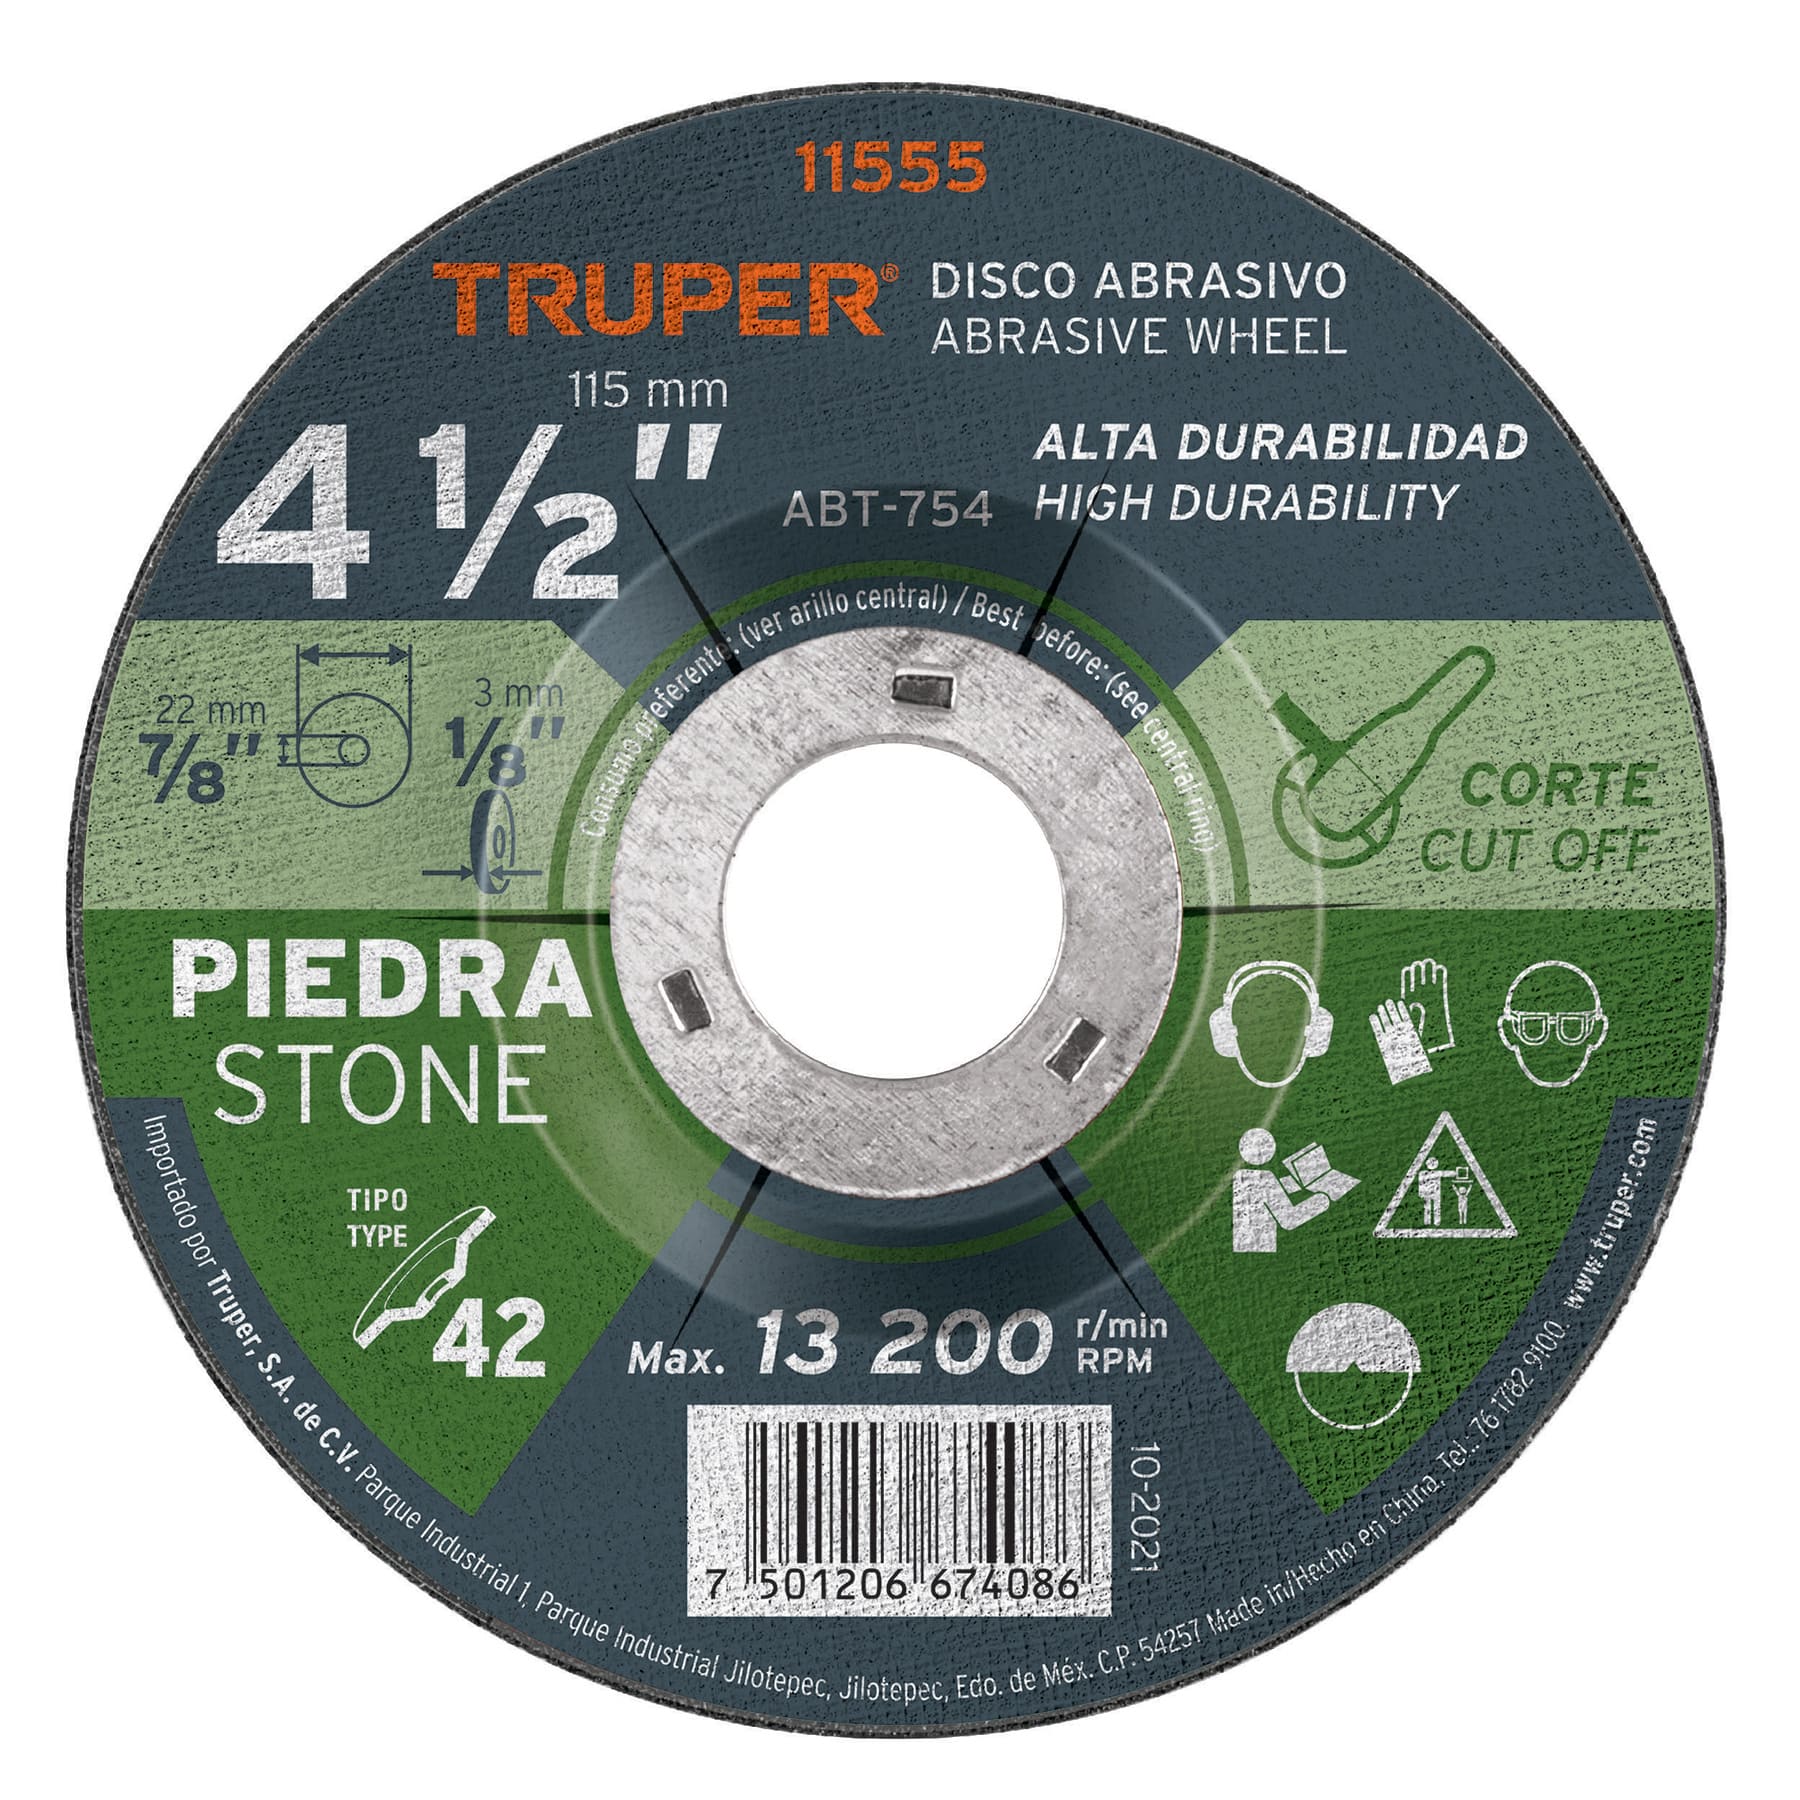 11555
TRUPER®
DISCO ABRASIVO
ABRASIVE WHEEL
115 mm
4 ½"
ABT-754
ALTA DURABILIDAD
HIGH DURABILITY
Consumo preferente: (ver arillo central) / Best before: (see central ring)
22 mm
7/8"
3 mm
1/8"
CORTE
CUT OFF
PIEDRA
STONE
TIPO
TYPE
42
Max. 13 200 r/min
RPM
7 501206 674086
10-2021
Importado por Truper, S.A. de C.V. Parque Industrial 1, Parque Industrial Jilotepec, Jilotepec, Edo. de Méx. C.P. 54257 Made in/Hecho en China, Tel.: 76 1782 9100. www.truper.com